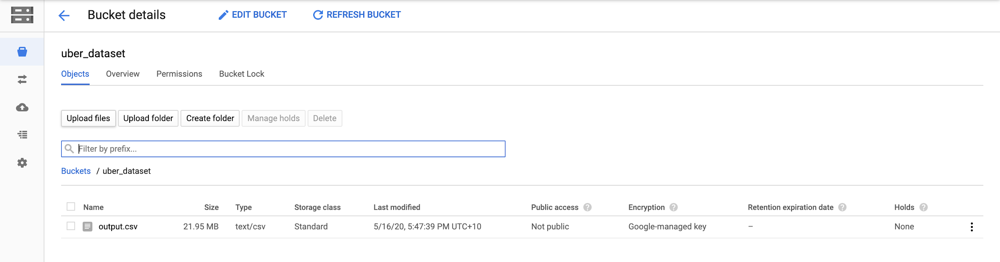 Bucket details EDIT BUCKET REFRESH BUCKET
uber_dataset
Objects Overview Permissions Bucket Lock
Upload files Upload folder Create folder Manage holds Delete
Filter by prefix...
Buckets / uber_dataset
Name Size Type Storage class Last modified Public access ? Encryption ? Retention expiration date ? Holds ?
output.csv 21.95 MB text/csv Standard 5/16/20, 5:47:39 PM UTC+10 Not public Google-managed key – None